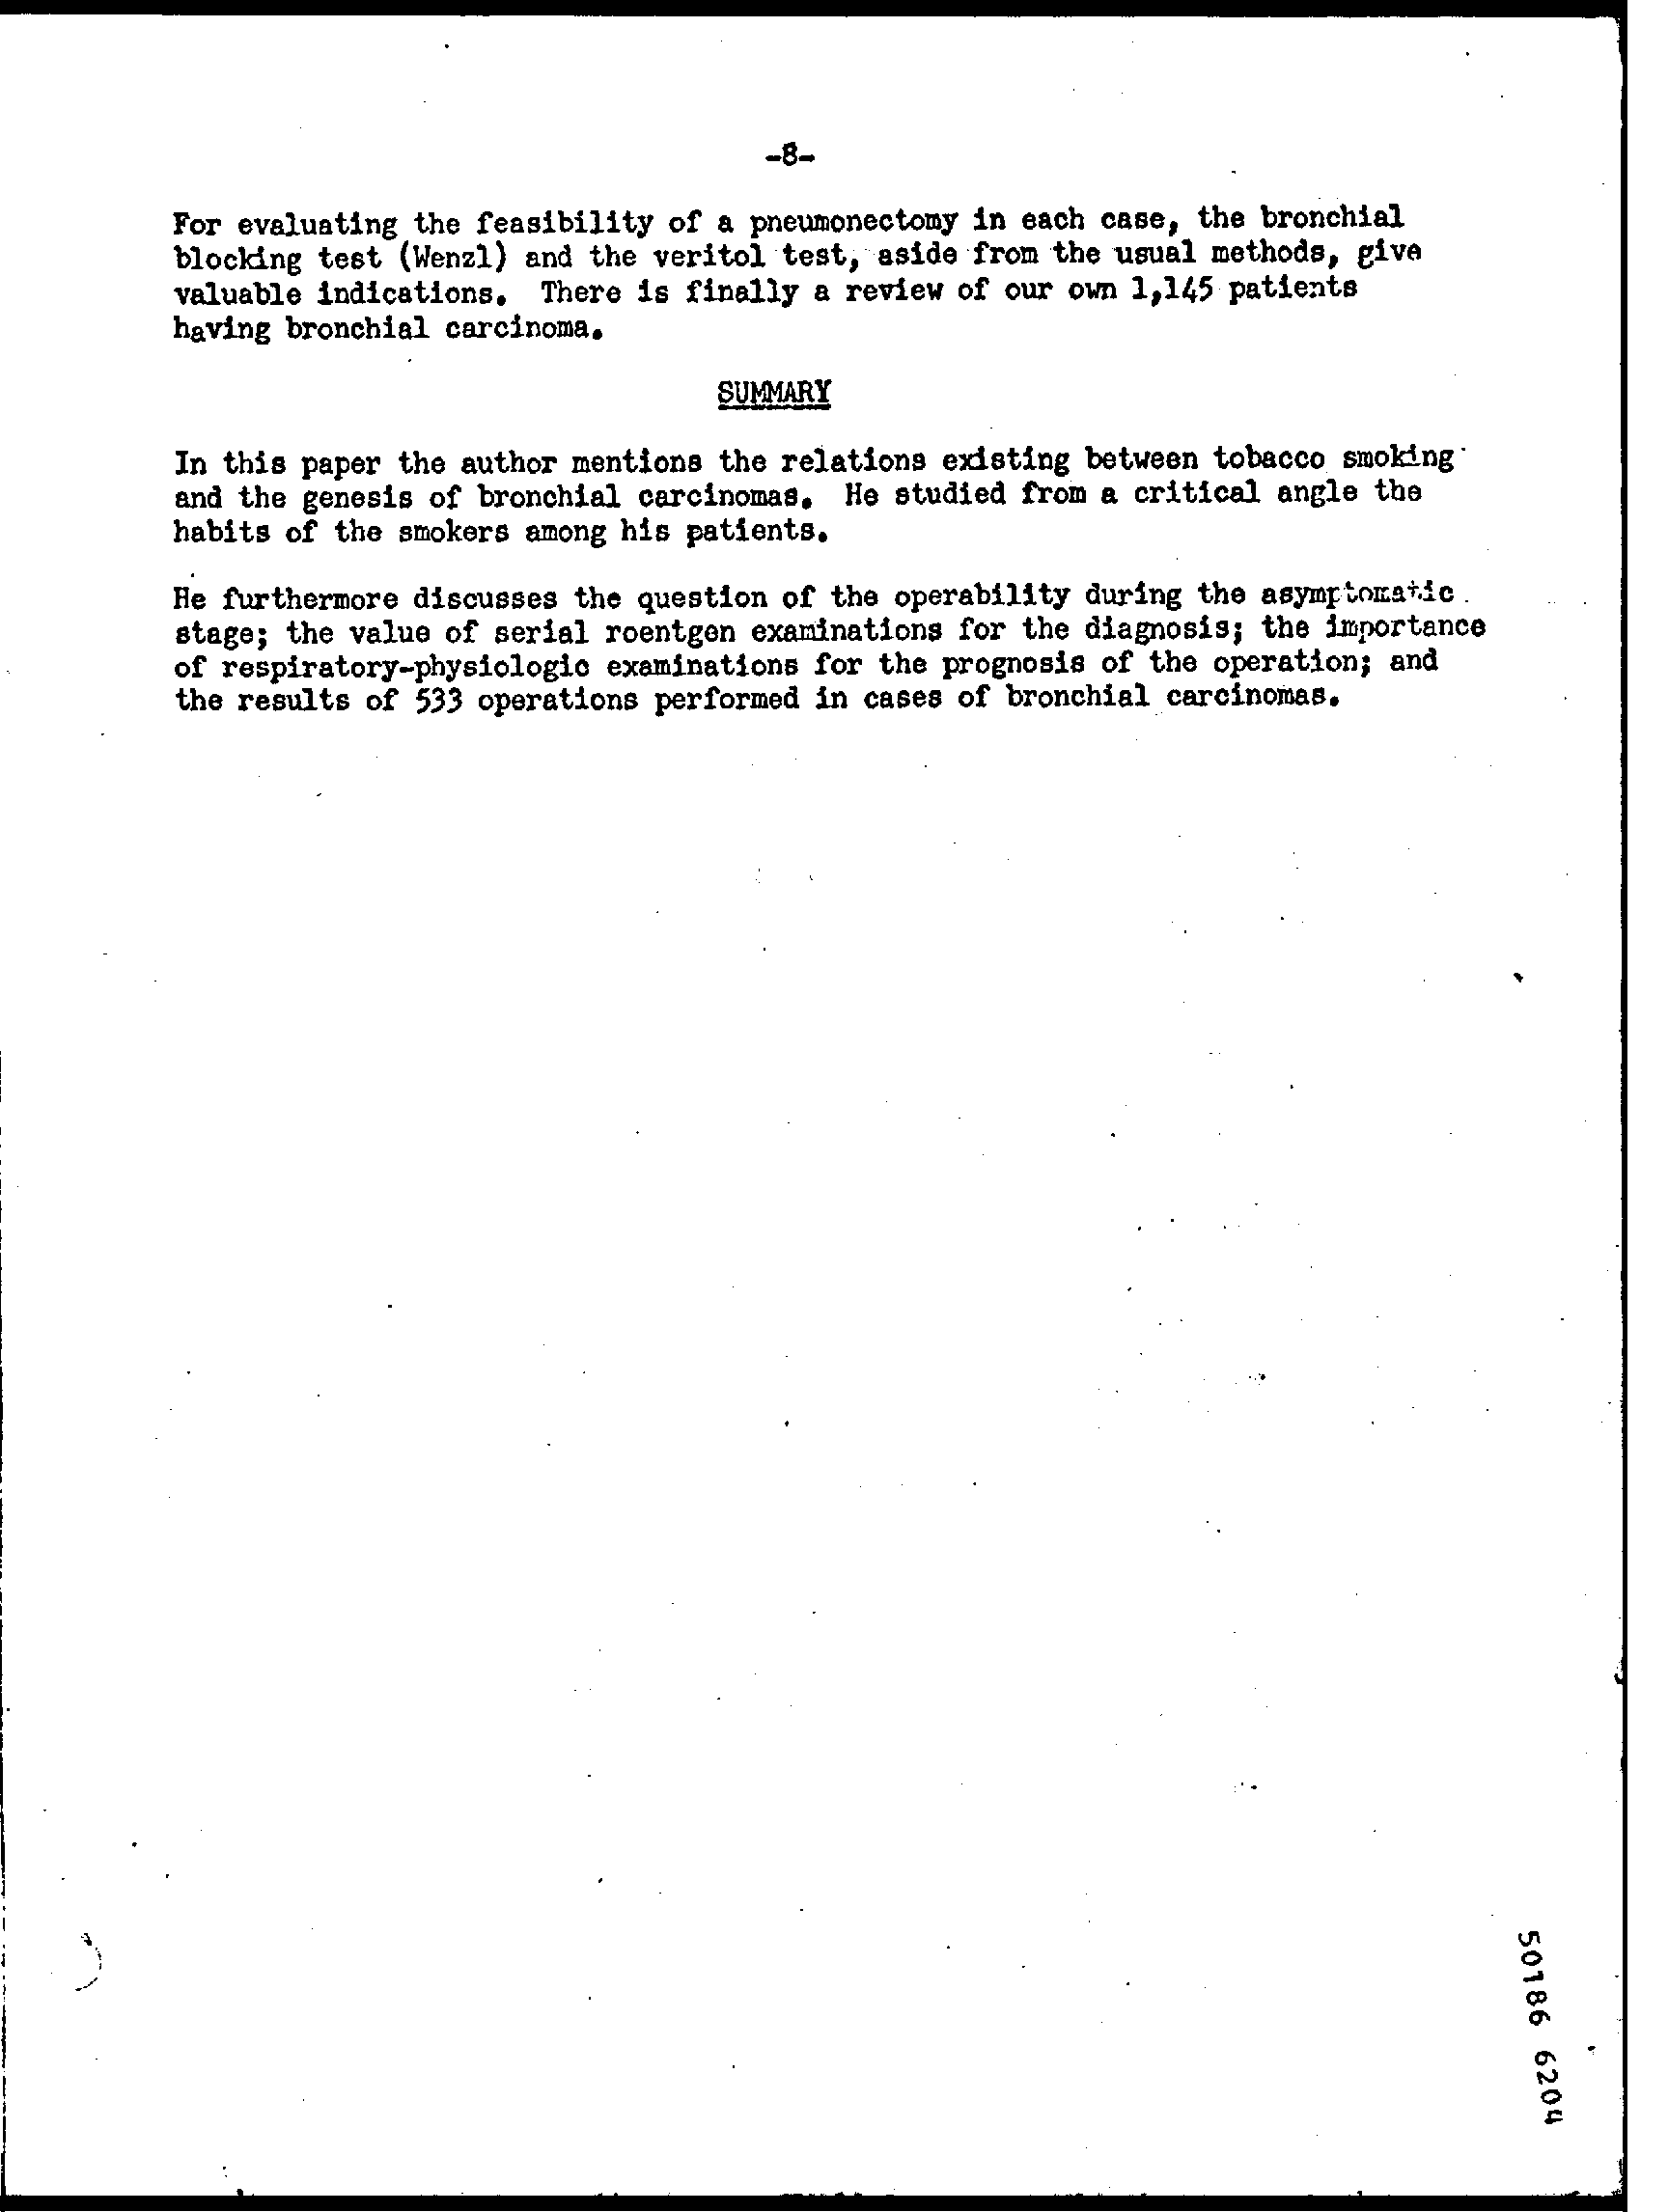 -8-
For evaluating the feasibility of a pneumonectomy in each case, the bronchial
blocking test (Wenzl) and the veritol test, aside from the usual methods, give
valuable indications. There is finally a review of our own 1,145 patients
having bronchial carcinoma.
SUMMARY
In this paper the author mentions the relations existing between tobacco smoking
and the genesis of bronchial carcinomas. He studied from a critical angle the
habits of the smokers among his patients.
He furthermore discusses the question of the operability during the asymptomatic
stage; the value of serial roentgen examinations for the diagnosis; the importance
of respiratory-physiologic examinations for the prognosis of the operation; and
the results of 533 operations performed in cases of bronchial carcinomas.
50186 6204